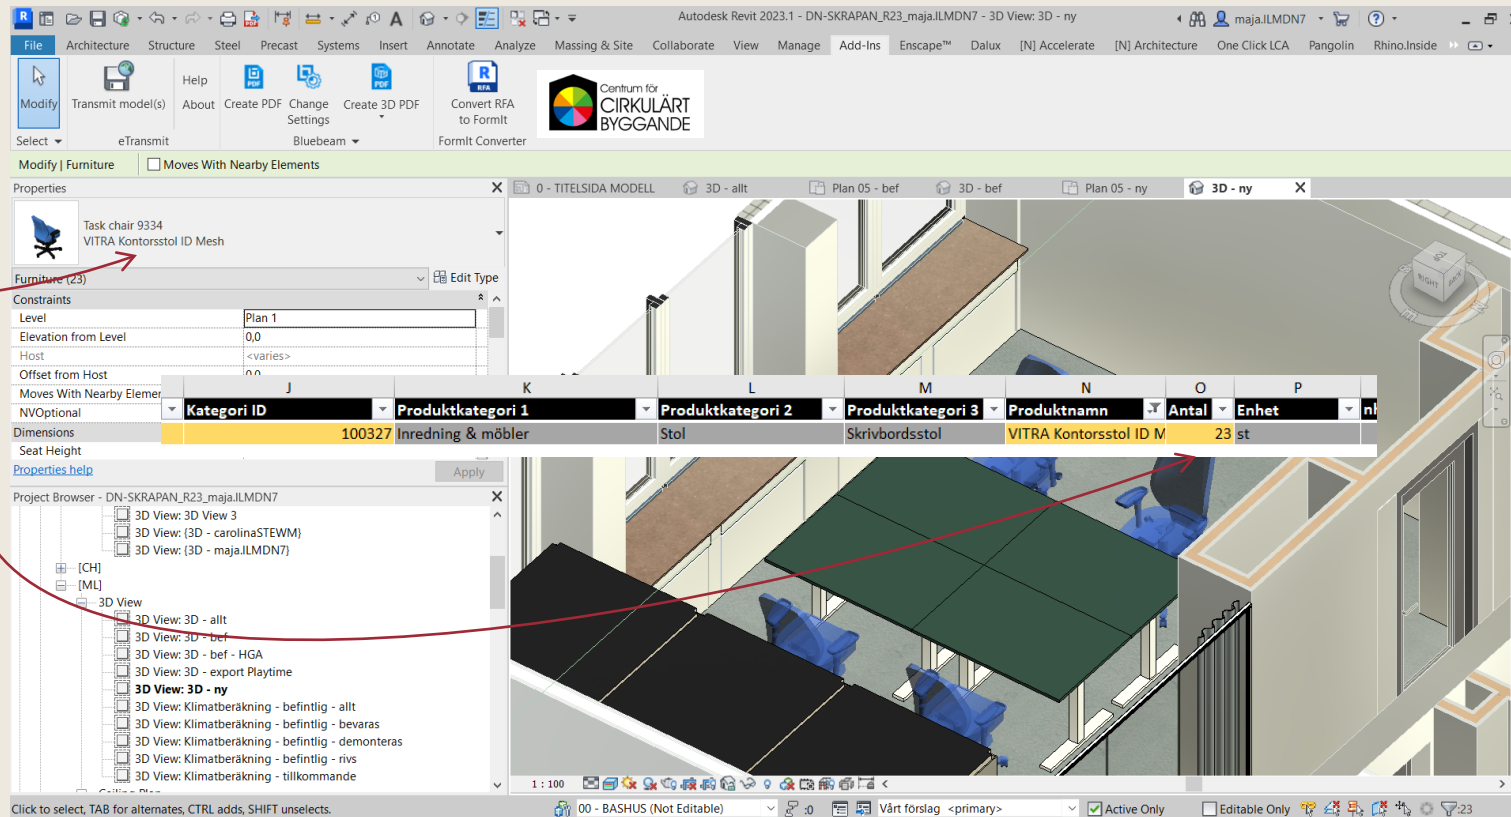 Autodesk Revit 2023.1 - DN-SKRAPAN_R23_maja.ILMDN7 - 3D View: 3D - ny
maja.ILMDN7
File Architecture Structure Steel Precast Systems Insert Annotate Analyze Massing & Site Collaborate View Manage Add-Ins Enscape™ Dalux [N] Accelerate [N] Architecture One Click LCA Pangolin Rhino.Inside
Modify
Transmit model(s)
Help
About
Create PDF
Change Settings
Create 3D PDF
Convert RFA to FormIt
Centrum för
CIRKULÄRT
BYGGANDE
Select
eTransmit
Bluebeam
FormIt Converter
Modify | Furniture
Moves With Nearby Elements
Properties
0 - TITELSIDA MODELL
3D - allt
Plan 05 - bef
3D - bef
Plan 05 - ny
3D - ny
Task chair 9334
VITRA Kontorsstol ID Mesh
Furniture (23)
Edit Type
Constraints
Level Plan 1
Elevation from Level 0,0
Host <varies>
Offset from Host 0,0
Moves With Nearby Elemen
NVOptional
Dimensions
Seat Height
Properties help
Apply
J K L M N O P
Kategori ID Produktkategori 1 Produktkategori 2 Produktkategori 3 Produktnamn Antal Enhet
100327 Inredning & möbler Stol Skrivbordsstol VITRA Kontorsstol ID M 23 st
Project Browser - DN-SKRAPAN_R23_maja.ILMDN7
3D View: 3D View 3
3D View: {3D - carolinaSTEWM}
3D View: {3D - maja.ILMDN7}
[CH]
[ML]
3D View
3D View: 3D - allt
3D View: 3D - bef
3D View: 3D - bef - HGA
3D View: 3D - export Playtime
3D View: 3D - ny
3D View: Klimatberäkning - befintlig - allt
3D View: Klimatberäkning - befintlig - bevaras
3D View: Klimatberäkning - befintlig - demonteras
3D View: Klimatberäkning - befintlig - rivs
3D View: Klimatberäkning - tillkommande
RIGHT
1 : 100
Click to select, TAB for alternates, CTRL adds, SHIFT unselects.
00 - BASHUS (Not Editable)
:0
Vårt förslag <primary>
Active Only
Editable Only
:23